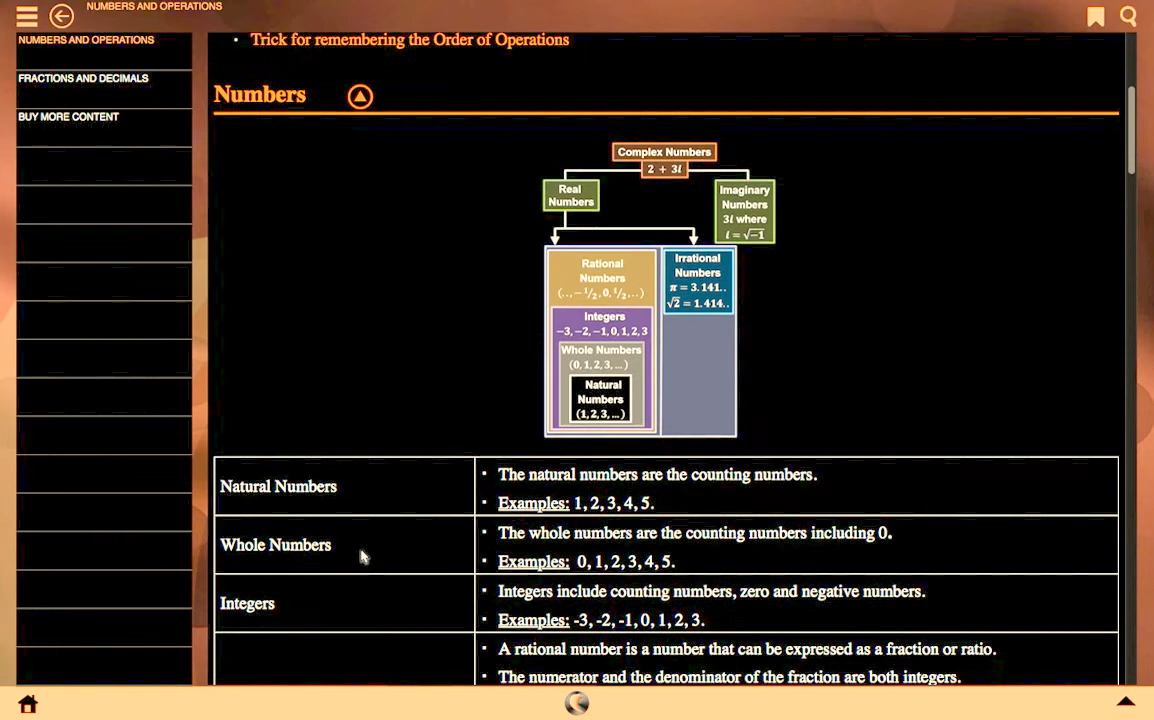 NUMBERS AND OPERATIONS
NUMBERS AND OPERATIONS
FRACTIONS AND DECIMALS
BUY MORE CONTENT
· Trick for remembering the Order of Operations
Numbers
Complex Numbers
2 + 3i
Real
Numbers
Imaginary
Numbers
3i where
i = √−1
Rational
Numbers
(.., − 1/2, 0, 1/2, ..)
Irrational
Numbers
π = 3.141..
√2 = 1.414..
Integers
−3, −2, −1, 0, 1, 2, 3
Whole Numbers
(0, 1, 2, 3, ...)
Natural
Numbers
(1, 2, 3, ...)
Natural Numbers
· The natural numbers are the counting numbers.
· Examples: 1, 2, 3, 4, 5.
Whole Numbers
· The whole numbers are the counting numbers including 0.
· Examples: 0, 1, 2, 3, 4, 5.
Integers
· Integers include counting numbers, zero and negative numbers.
· Examples: -3, -2, -1, 0, 1, 2, 3.
· A rational number is a number that can be expressed as a fraction or ratio.
· The numerator and the denominator of the fraction are both integers.